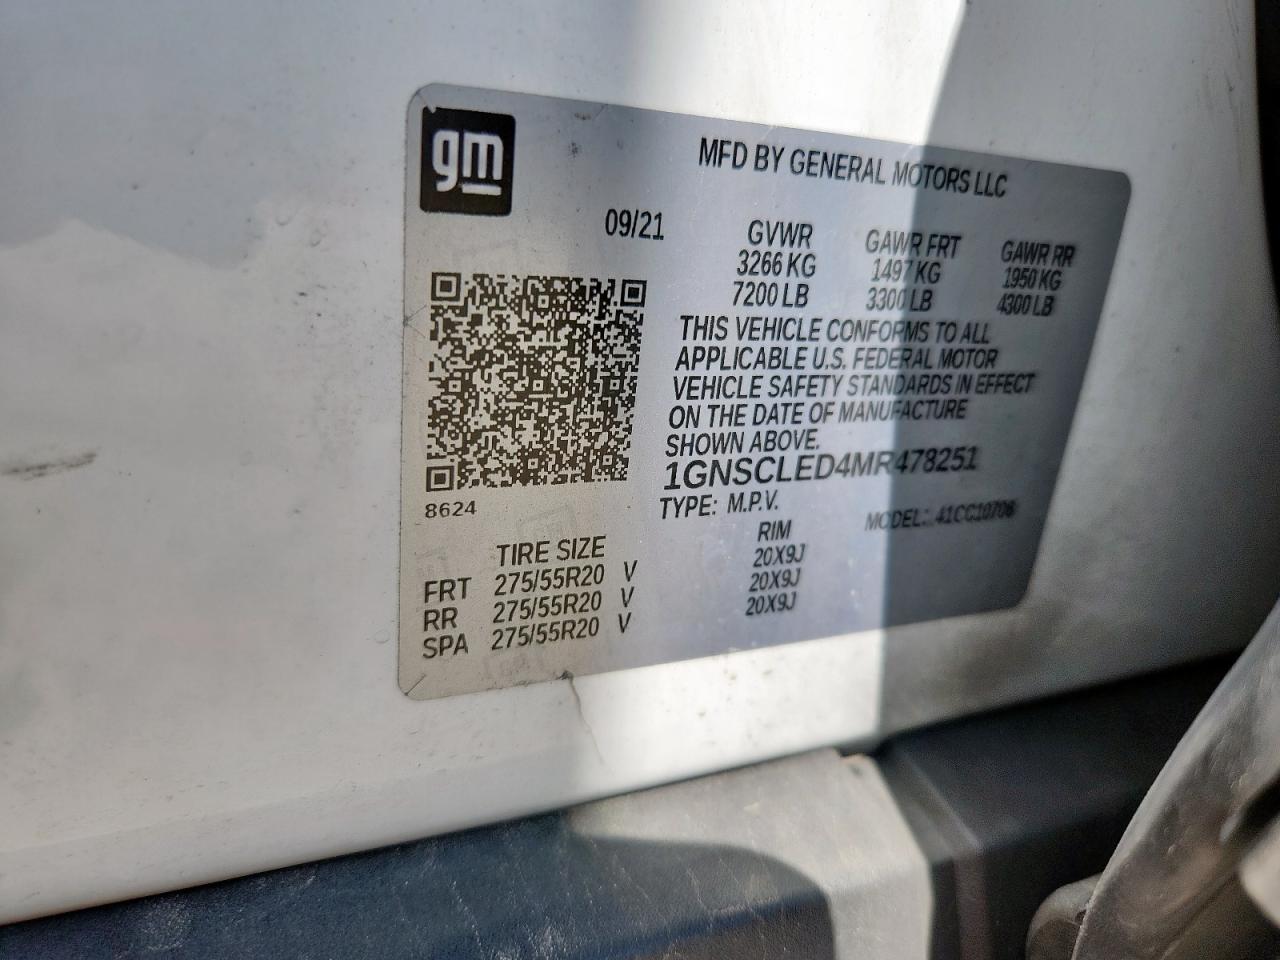 gm
MFD BY GENERAL MOTORS LLC
09/21
GVWR GAWR FRT GAWR RR
3266 KG 1497 KG 1950 KG
7200 LB 3300 LB 4300 LB
THIS VEHICLE CONFORMS TO ALL
APPLICABLE U.S. FEDERAL MOTOR
VEHICLE SAFETY STANDARDS IN EFFECT
ON THE DATE OF MANUFACTURE
SHOWN ABOVE.
1GNSCLED4MR478251
TYPE: M.P.V.
MODEL: 41CC10706
8624
TIRE SIZE RIM
FRT 275/55R20 V 20X9J
RR 275/55R20 V 20X9J
SPA 275/55R20 V 20X9J